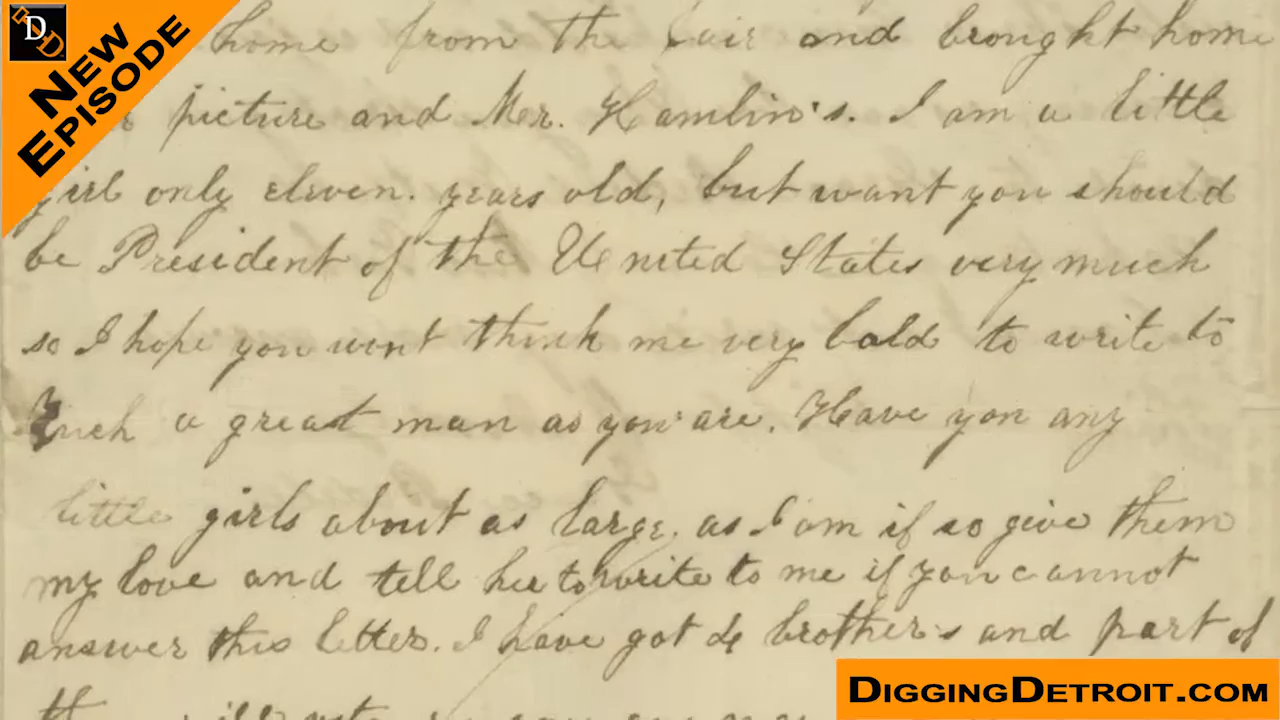 D
D
D
NEW
EPISODE
home from the fair and brought home
picture and Mr. Hamlin's. I am a little
girl only eleven. years old, but want you should
be President of the United States very much
so I hope you wont think me very bold to write to
such a great man as you are. Have you any
little girls about as large as I am if so give them
my love and tell her to write to me if you cannot
answer this letter. I have got 4 brother's and part of
DIGGINGDETROIT.COM